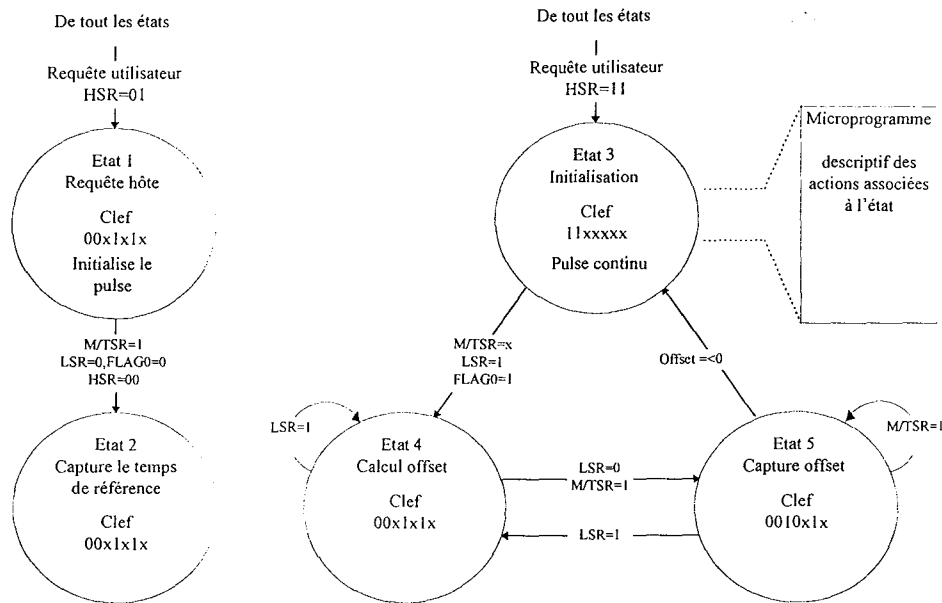 De tout les états
Requête utilisateur
HSR=01
Etat 1
Requête hôte
Clef
00x1x1x
Initialise le
pulse
M/TSR=1
LSR=0,FLAG0=0
HSR=00
Etat 2
Capture le temps
de référence
Clef
00x1x1x
De tout les états
Requête utilisateur
HSR=11
Etat 3
Initialisation
Clef
11xxxxx
Pulse continu
Microprogramme
descriptif des
actions associées
à l'état
M/TSR=x
LSR=1
FLAG0=1
Offset =<0
LSR=1
Etat 4
Calcul offset
Clef
00x1x1x
LSR=0
M/TSR=1
LSR=1
Etat 5
Capture offset
Clef
0010x1x
M/TSR=1